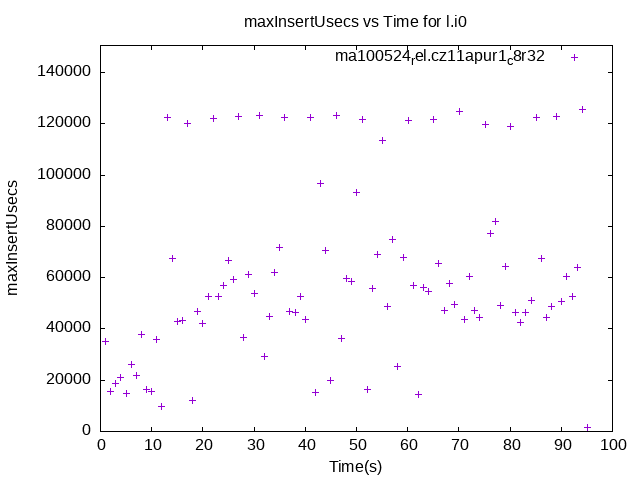 maxInsertUsecs vs Time for l.i0
ma100524rel.cz11apur1c8r32
140000
120000
100000
80000
60000
40000
20000
0
maxInsertUsecs
0 10 20 30 40 50 60 70 80 90 100
Time(s)